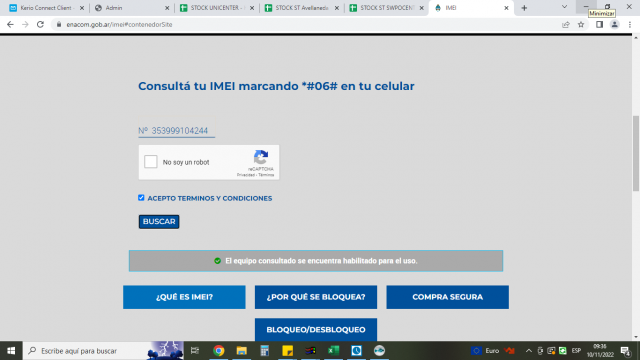 Kerio Connect Client
Admin
STOCK UNICENTER -
STOCK ST Avellaneda
STOCK ST SWPOCENT
IMEI
Minimizar
enacom.gob.ar/imei#contenedorSite
Consultá tu IMEI marcando *#06# en tu celular
Nº 353999104244
No soy un robot
reCAPTCHA
Privacidad - Términos
ACEPTO TERMINOS Y CONDICIONES
BUSCAR
El equipo consultado se encuentra habilitado para el uso.
¿QUÉ ES IMEI?
¿POR QUÉ SE BLOQUEA?
COMPRA SEGURA
BLOQUEO/DESBLOQUEO
Escribe aquí para buscar
Euro
ESP
09:36
10/11/2022